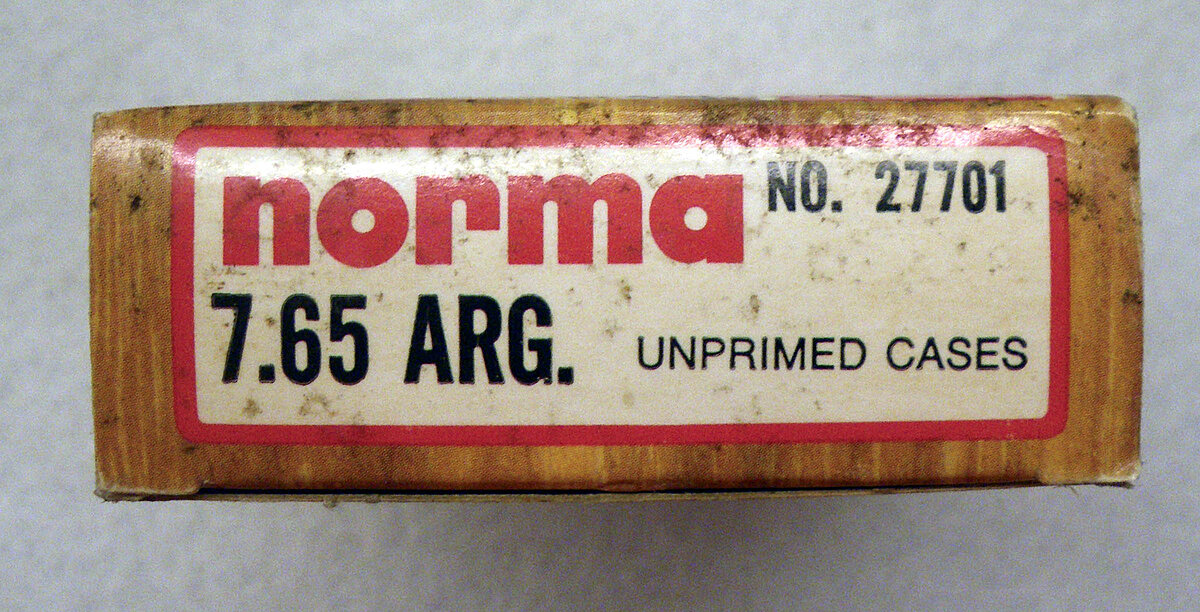 norma NO. 27701
7.65 ARG. UNPRIMED CASES